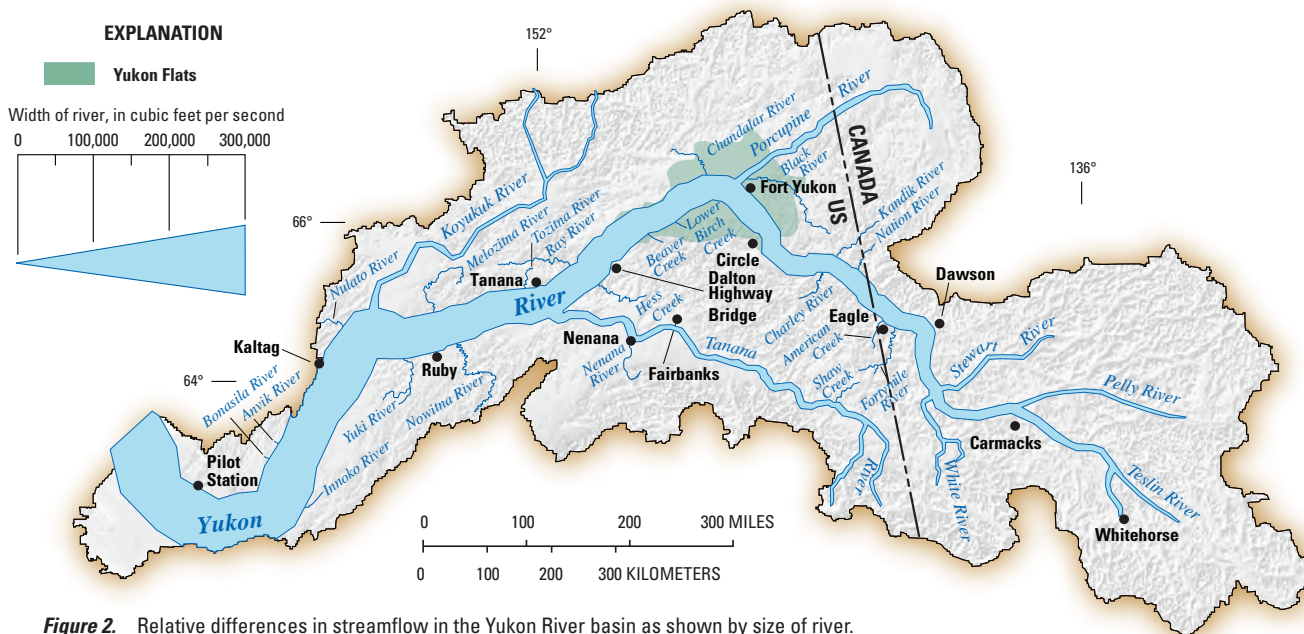 EXPLANATION
Yukon Flats
Width of river, in cubic feet per second
0 100,000 200,000 300,000
152°
136°
66°
64°
CANADA
US
Chandalar River
Porcupine River
Black River
Fort Yukon
Kandik River
Nation River
Koyukuk River
Melozitna River
Tozitna River
Ray River
Nulato River
Tanana
Beaver Creek
Lower Birch Creek
Circle
Dalton Highway Bridge
Hess Creek
Charley River
American Creek
Eagle
Dawson
Stewart River
Pelly River
Carmacks
Teslin River
Whitehorse
White River
Fortymile River
Shaw Creek
Tanana River
Fairbanks
Nenana
Nenana River
Kaltag
Ruby
Yuki River
Nowitna River
Bonasila River
Anvik River
Innoko River
Pilot Station
Yukon River
0 100 200 300 MILES
0 100 200 300 KILOMETERS
Figure 2. Relative differences in streamflow in the Yukon River basin as shown by size of river.